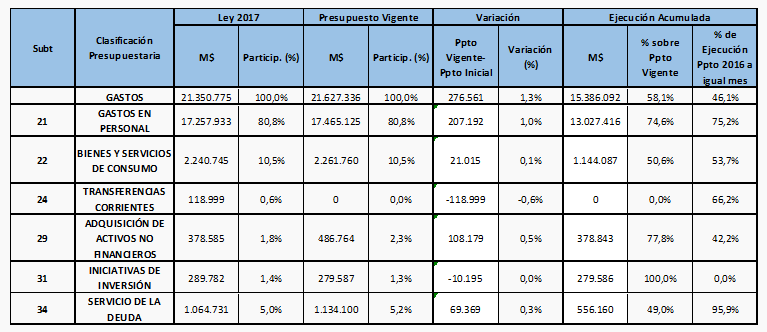 Subt Clasificación Presupuestaria Ley 2017 Presupuesto Vigente Variación Ejecución Acumulada
M$ Particip. (%) M$ Particip. (%) Ppto Vigente-Ppto Inicial Variación (%) M$ % sobre Ppto Vigente % de Ejecución Ppto 2016 a igual mes
GASTOS 21.350.775 100,0% 21.627.336 100,0% 276.561 1,3% 15.386.092 58,1% 46,1%
21 GASTOS EN PERSONAL 17.257.933 80,8% 17.465.125 80,8% 207.192 1,0% 13.027.416 74,6% 75,2%
22 BIENES Y SERVICIOS DE CONSUMO 2.240.745 10,5% 2.261.760 10,5% 21.015 0,1% 1.144.087 50,6% 53,7%
24 TRANSFERENCIAS CORRIENTES 118.999 0,6% 0 0,0% -118.999 -0,6% 0 0,0% 66,2%
29 ADQUISICIÓN DE ACTIVOS NO FINANCIEROS 378.585 1,8% 486.764 2,3% 108.179 0,5% 378.843 77,8% 42,2%
31 INICIATIVAS DE INVERSIÓN 289.782 1,4% 279.587 1,3% -10.195 0,0% 279.586 100,0% 0,0%
34 SERVICIO DE LA DEUDA 1.064.731 5,0% 1.134.100 5,2% 69.369 0,3% 556.160 49,0% 95,9%